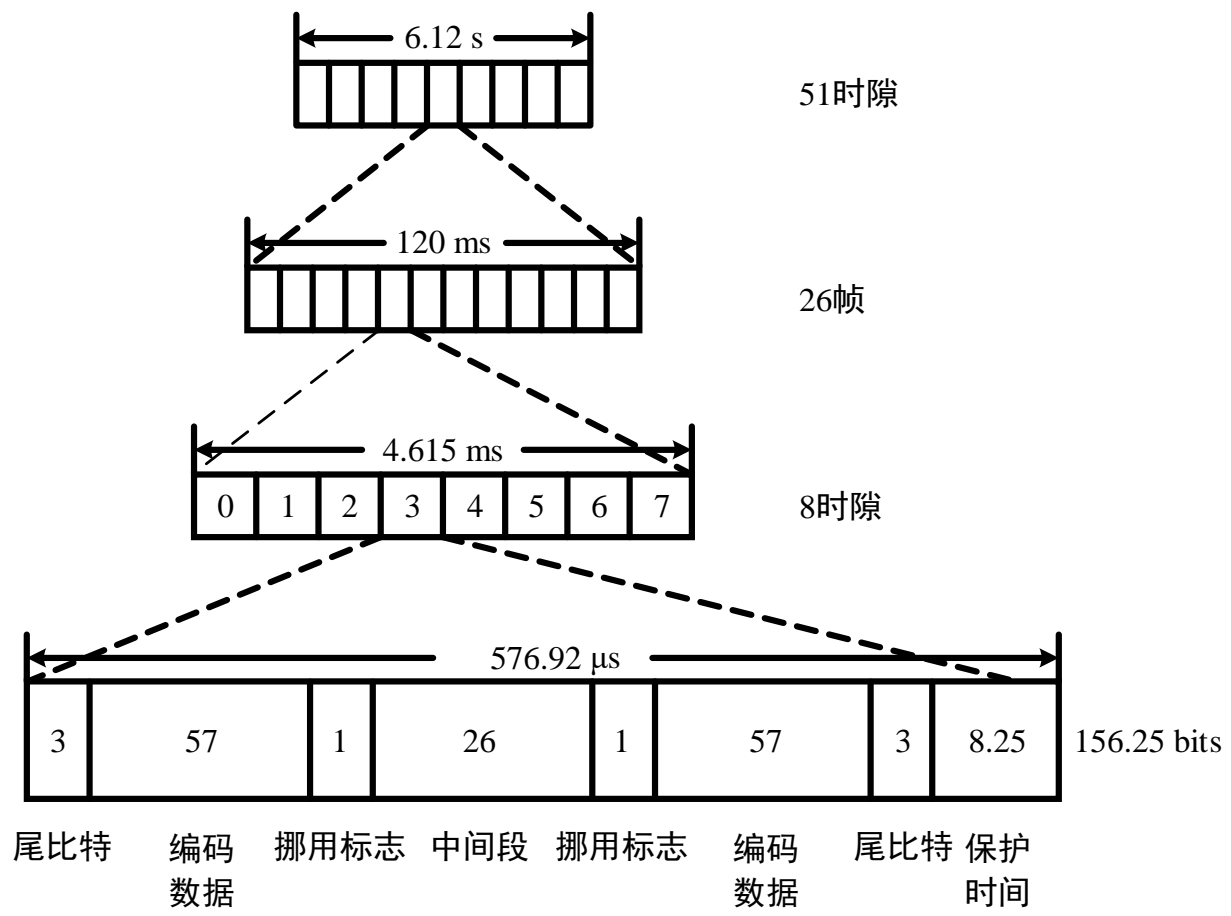 6.12 s
51时隙
120 ms
26帧
4.615 ms
0 1 2 3 4 5 6 7
8时隙
576.92 μs
3 57 1 26 1 57 3 8.25 156.25 bits
尾比特 编码 挪用标志 中间段 挪用标志 编码 尾比特 保护
数据 数据 时间